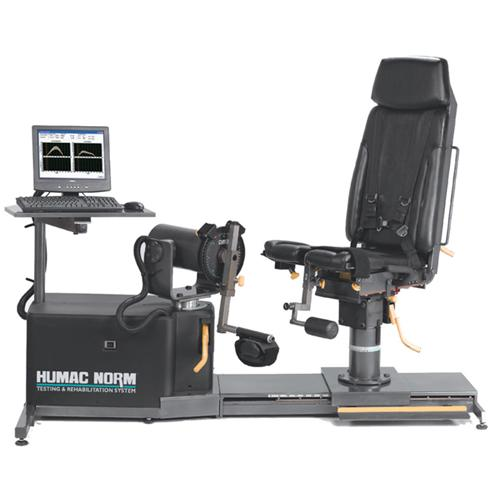 HUMAC NORM
TESTING & REHABILITATION SYSTEM